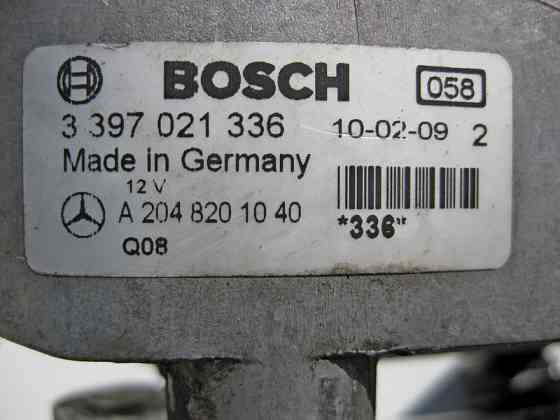 BOSCH 058
3 397 021 336 10-02-09 2
Made in Germany
12 V
A 204 820 10 40 *336*
Q08